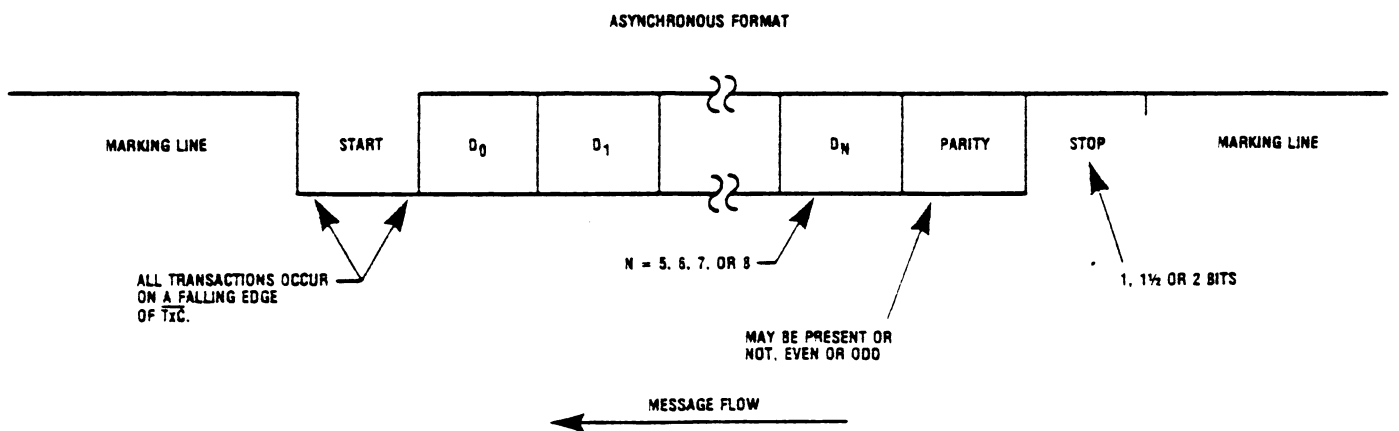 ASYNCHRONOUS FORMAT
MARKING LINE
START
D0
D1
DN
PARITY
STOP
MARKING LINE
ALL TRANSACTIONS OCCUR
ON A FALLING EDGE
OF TxC.
N = 5, 6, 7, OR 8
1, 1½ OR 2 BITS
MAY BE PRESENT OR
NOT, EVEN OR ODD
MESSAGE FLOW